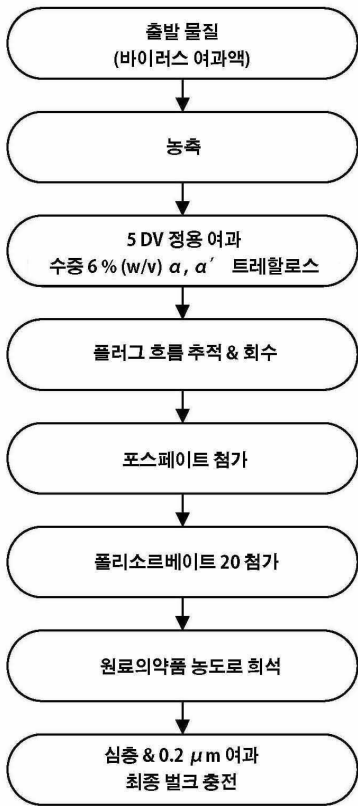 출발 물질
(바이러스 여과액)
농축
5 DV 정용 여과
수중 6 % (w/v) α, α′ 트레할로스
플러그 흐름 추적 & 회수
포스페이트 첨가
폴리소르베이트 20 첨가
원료의약품 농도로 희석
심층 & 0.2 μm 여과
최종 벌크 충전